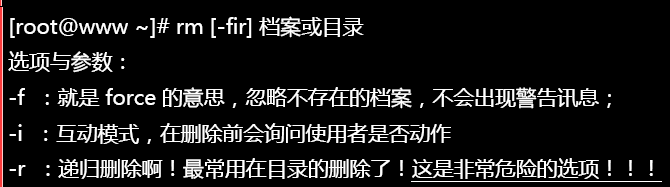 [root@www ~]# rm [-fir] 档案或目录
选项与参数：
-f ：就是 force 的意思，忽略不存在的档案，不会出现警告讯息；
-i ：互动模式，在删除前会询问使用者是否动作
-r ：递归删除啊！最常用在目录的删除了！这是非常危险的选项！！！